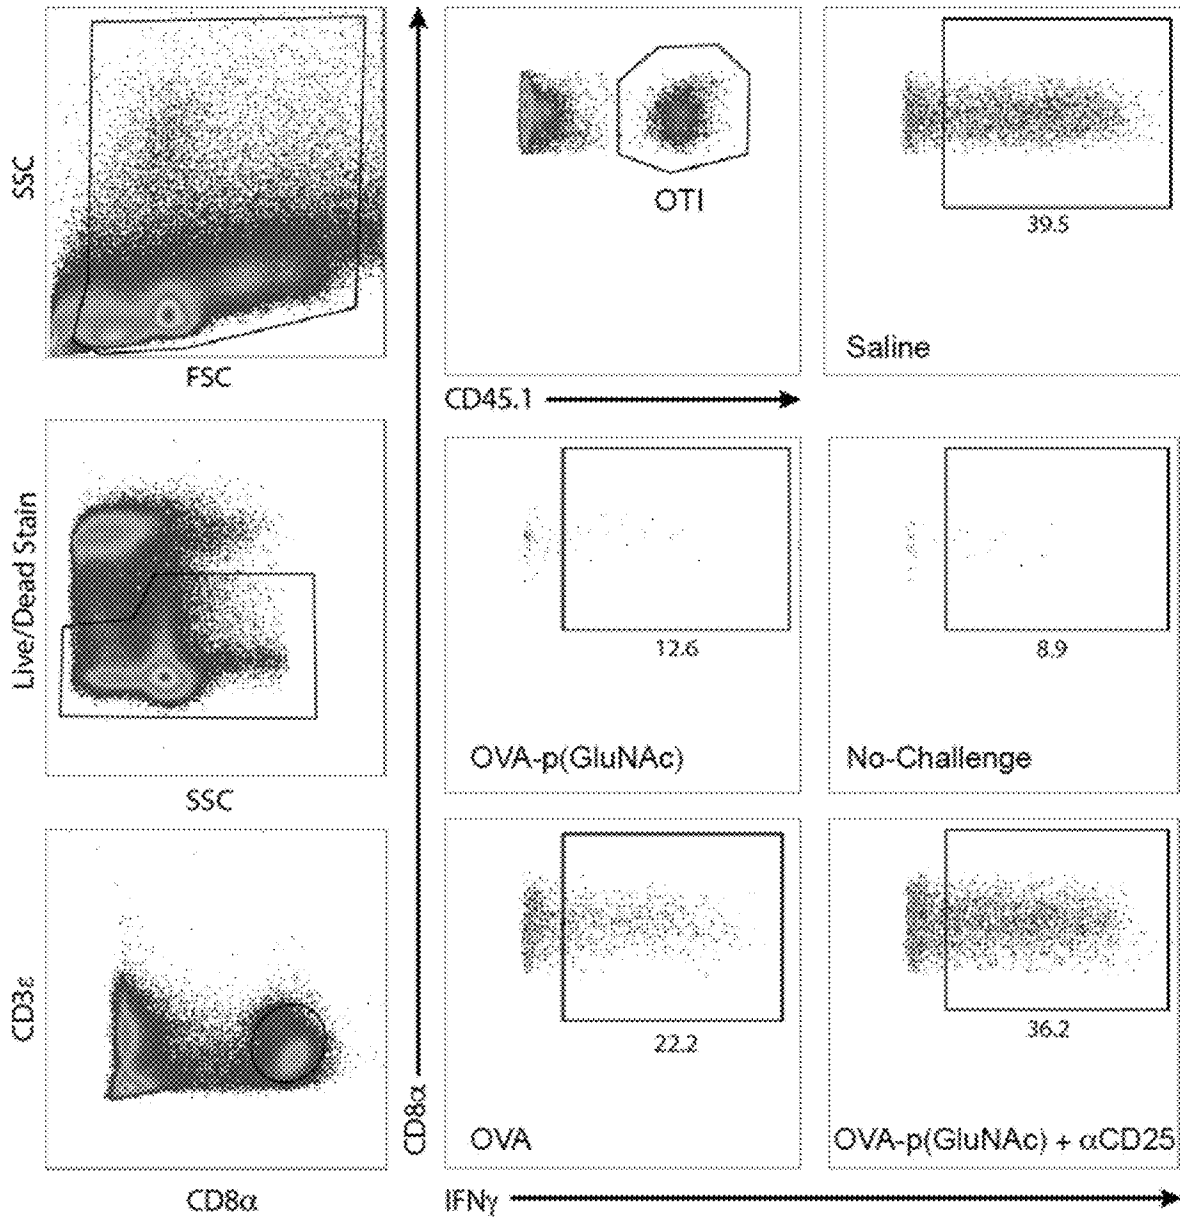 SSC
FSC
Live/Dead Stain
SSC
CD3ε
CD8α
CD8α
OTI
CD45.1
39.5
Saline
12.6
OVA-p(GluNAc)
8.9
No-Challenge
22.2
OVA
36.2
OVA-p(GluNAc) + αCD25
IFNγ